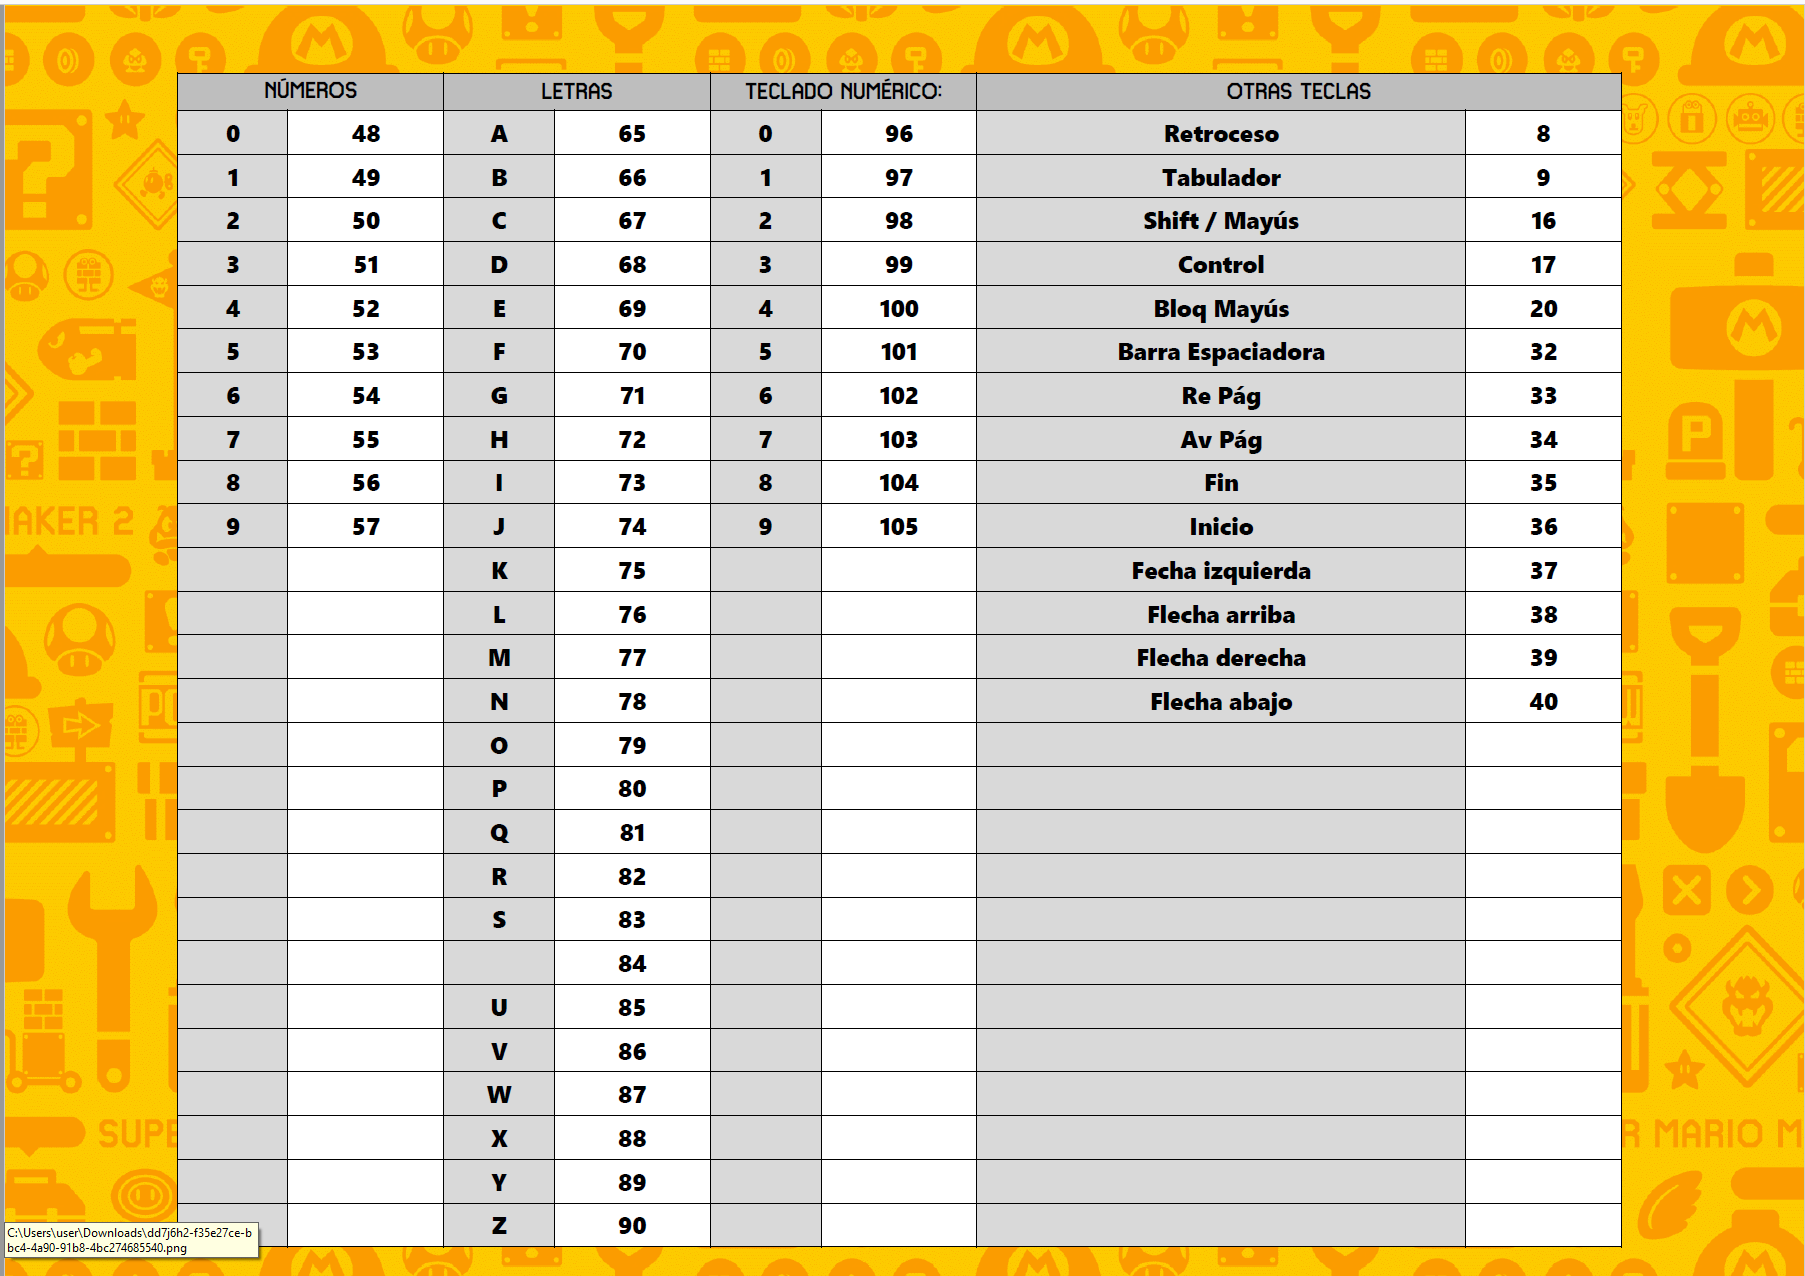 NÚMEROS LETRAS TECLADO NUMÉRICO: OTRAS TECLAS
0 48 A 65 0 96 Retroceso 8
1 49 B 66 1 97 Tabulador 9
2 50 C 67 2 98 Shift / Mayús 16
3 51 D 68 3 99 Control 17
4 52 E 69 4 100 Bloq Mayús 20
5 53 F 70 5 101 Barra Espaciadora 32
6 54 G 71 6 102 Re Pág 33
7 55 H 72 7 103 Av Pág 34
8 56 I 73 8 104 Fin 35
9 57 J 74 9 105 Inicio 36
K 75 Fecha izquierda 37
L 76 Flecha arriba 38
M 77 Flecha derecha 39
N 78 Flecha abajo 40
O 79
P 80
Q 81
R 82
S 83
84
U 85
V 86
W 87
X 88
Y 89
Z 90
AKER 2
SUPE
R MARIO M
C:\Users\user\Downloads\dd7j6h2-f35e27ce-b
bc4-4a90-91b8-4bc274685540.png